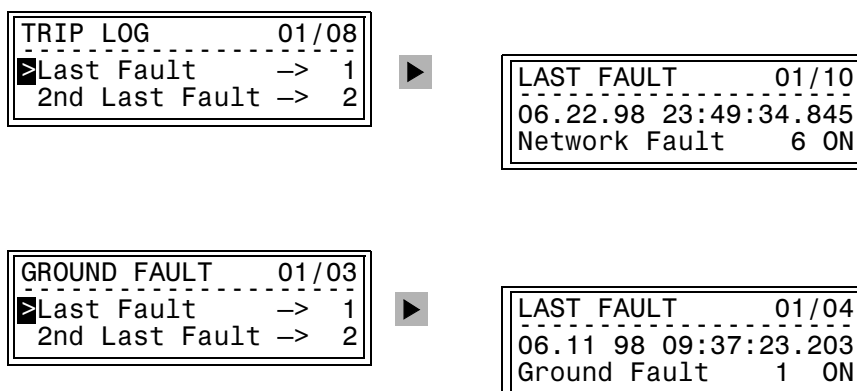 TRIP LOG 01/08
>Last Fault —> 1
2nd Last Fault —> 2
LAST FAULT 01/10
06.22.98 23:49:34.845
Network Fault 6 ON
GROUND FAULT 01/03
>Last Fault —> 1
2nd Last Fault —> 2
LAST FAULT 01/04
06.11 98 09:37:23.203
Ground Fault 1 ON